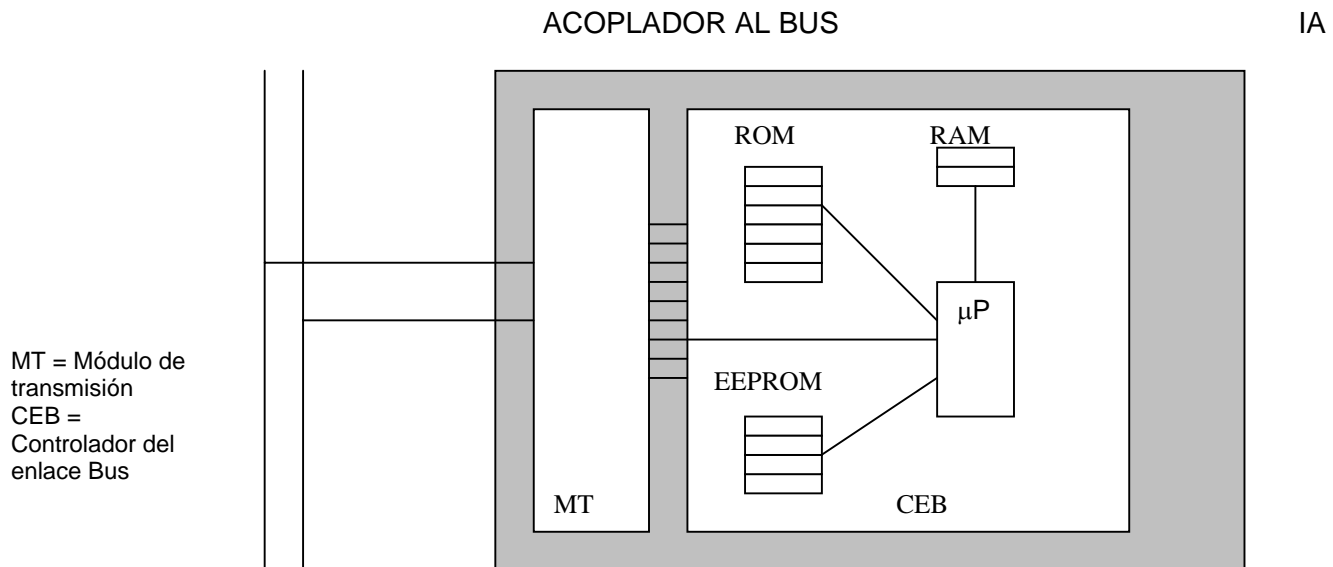 ACOPLADOR AL BUS
IA
ROM
RAM
μP
MT = Módulo de
transmisión
CEB =
Controlador del
enlace Bus
EEPROM
MT
CEB